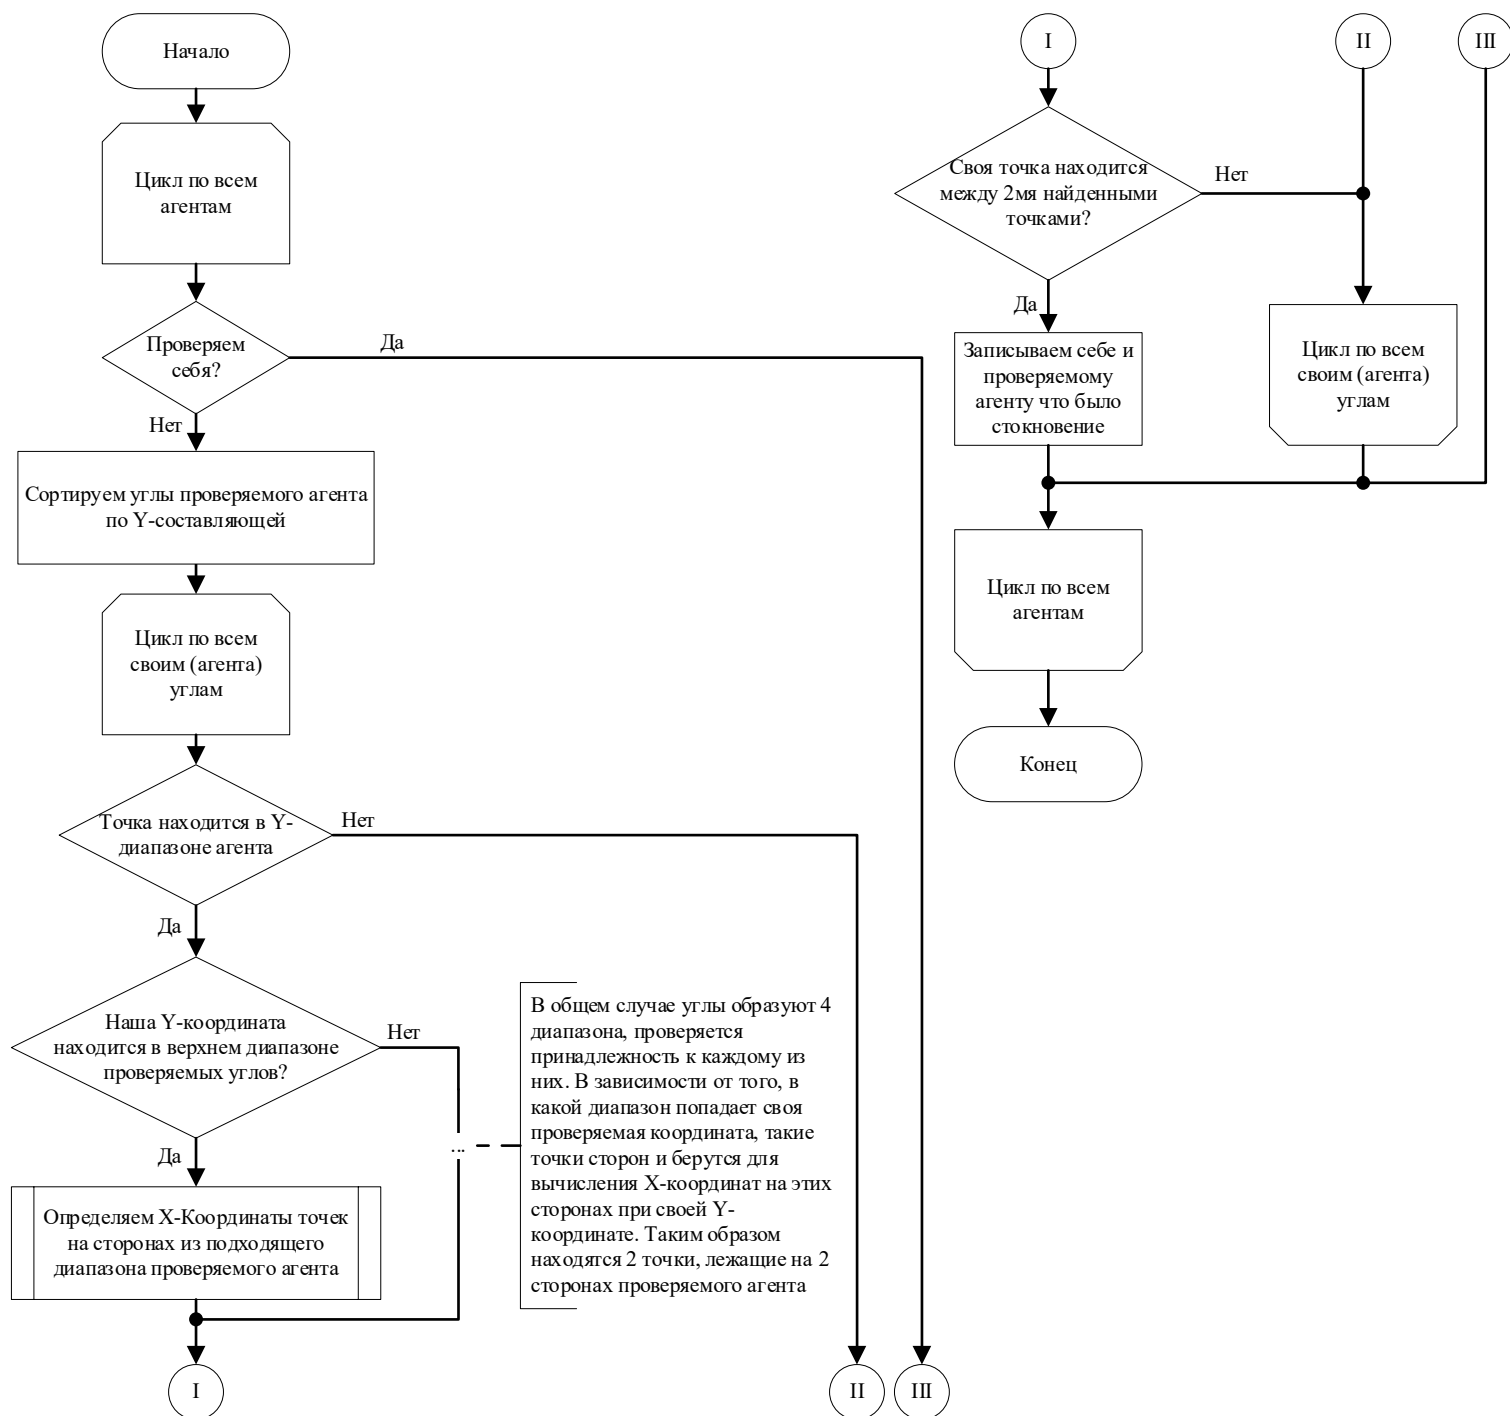 Начало
Цикл по всем
агентам
Проверяем
себя?
Да
Нет
Сортируем углы проверяемого агента
по Y-составляющей
Цикл по всем
своим (агента)
углам
Точка находится в Y-
диапазоне агента
Нет
Да
Наша Y-координата
находится в верхнем диапазоне
проверяемых углов?
Нет
Да
...
В общем случае углы образуют 4
диапазона, проверяется
принадлежность к каждому из
них. В зависимости от того, в
какой диапазон попадает своя
проверяемая координата, такие
точки сторон и берутся для
вычисления X-координат на этих
сторонах при своей Y-
координате. Таким образом
находятся 2 точки, лежащие на 2
сторонах проверяемого агента
Определяем X-Координаты точек
на сторонах из подходящего
диапазона проверяемого агента
I
II
III
I
II
III
Своя точка находится
между 2мя найденными
точками?
Нет
Да
Записываем себе и
проверяемому
агенту что было
стокновение
Цикл по всем
своим (агента)
углам
Цикл по всем
агентам
Конец